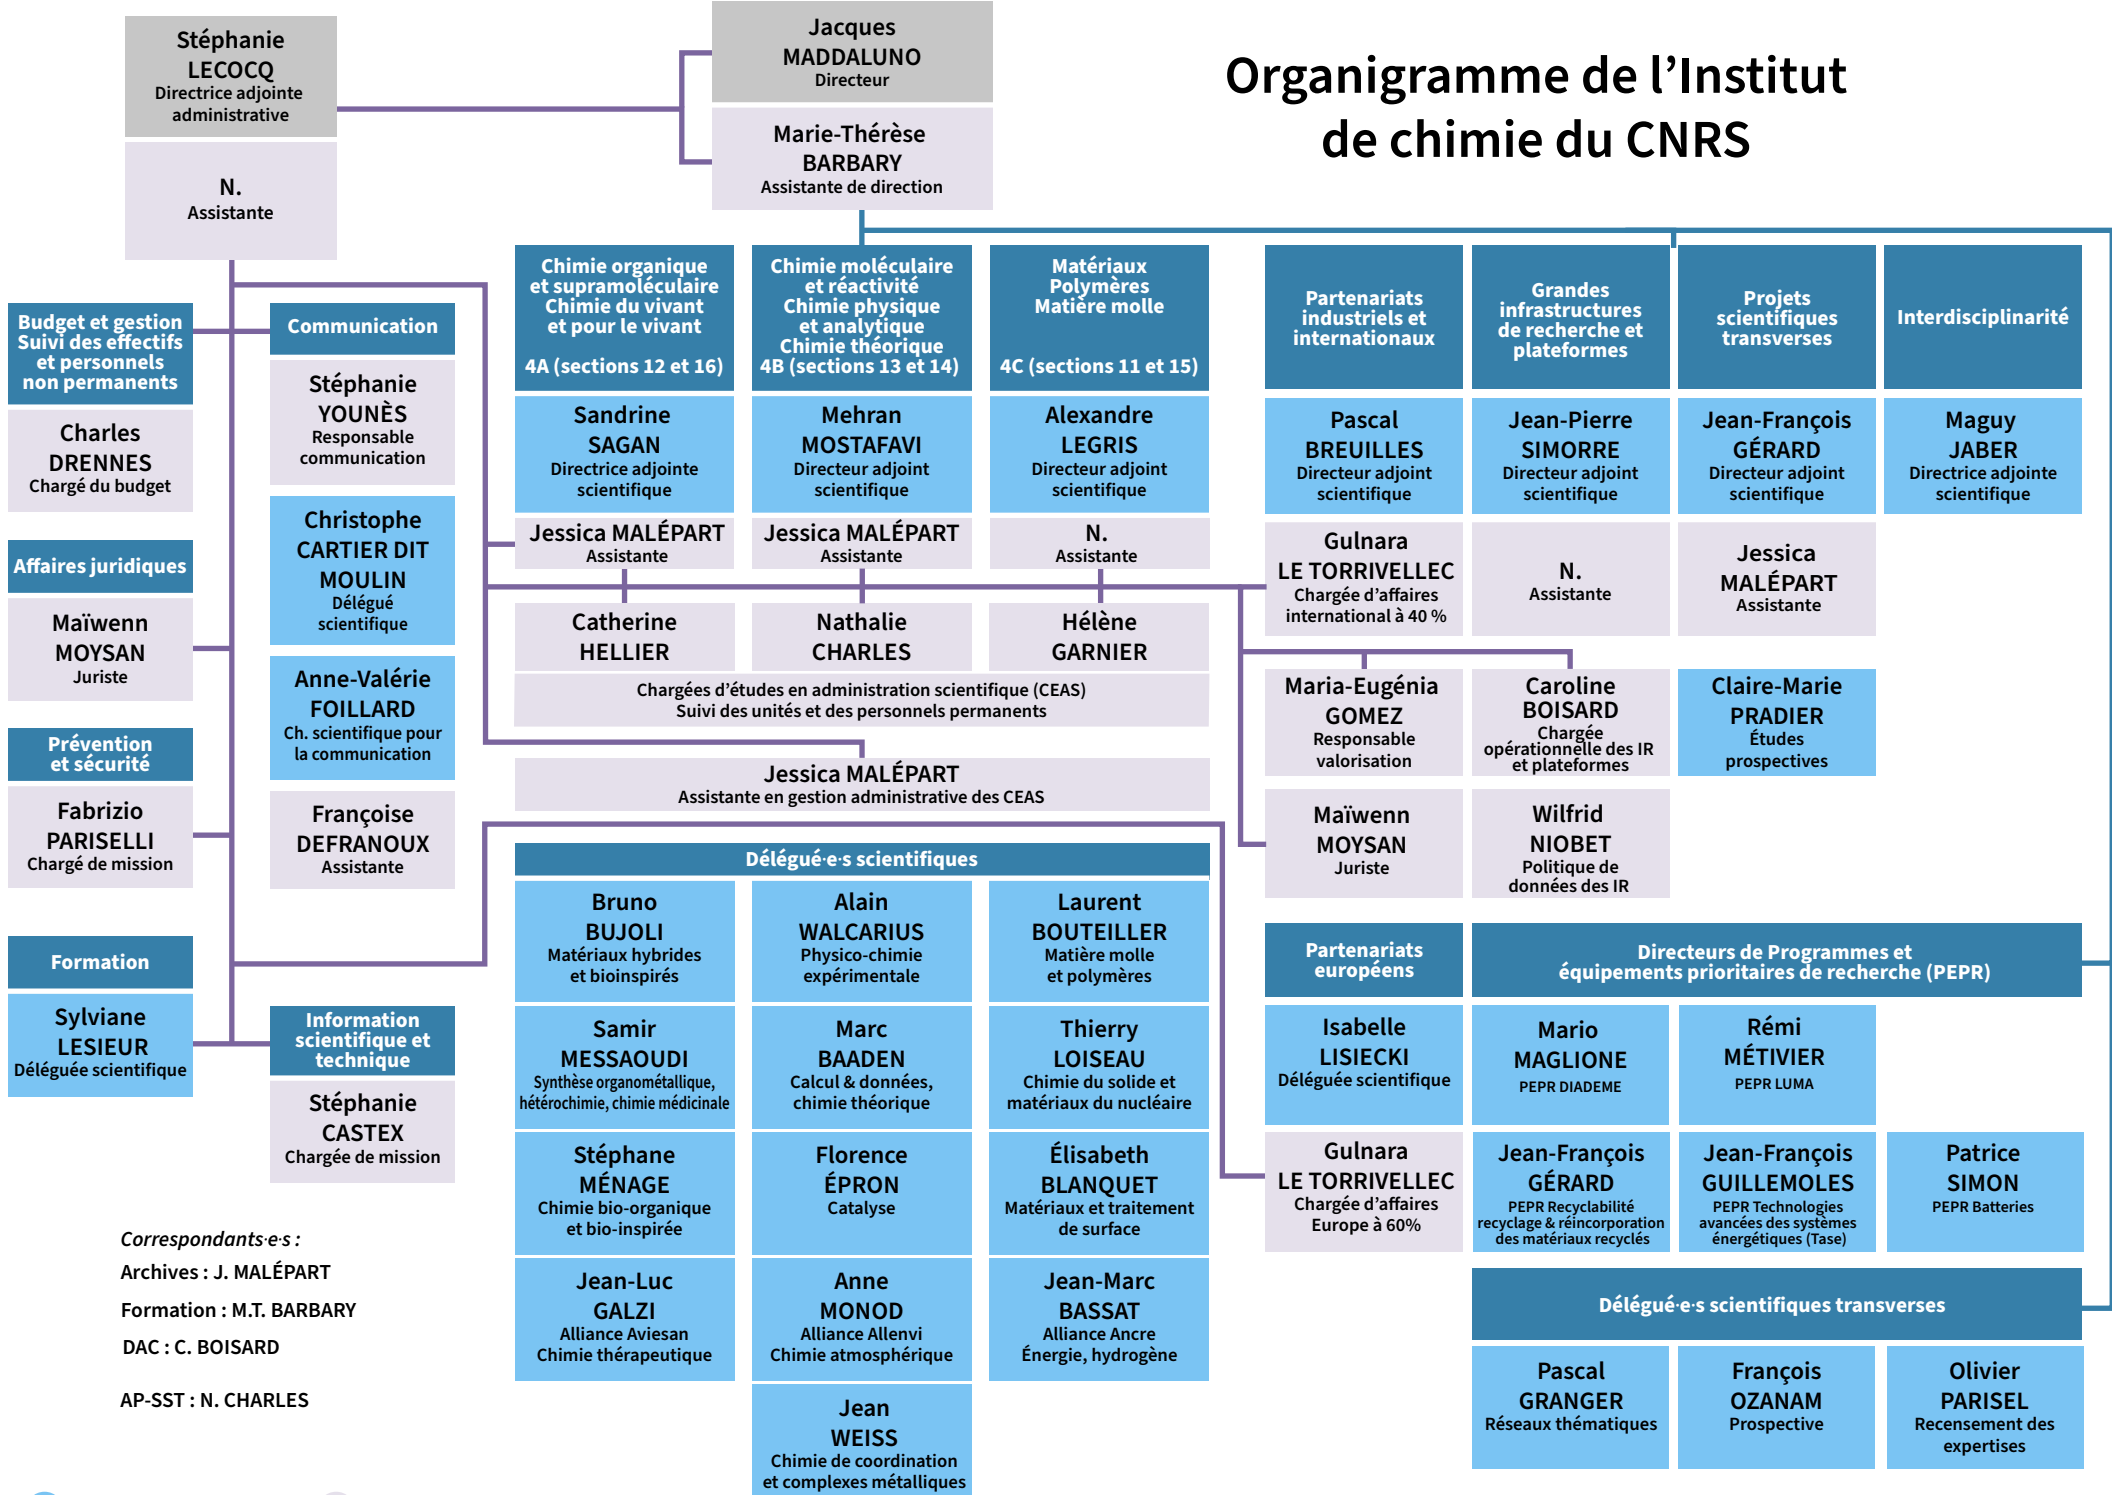 Organigramme de l’Institut
de chimie du CNRS
Stéphanie
LECOCQ
Directrice adjointe
administrative
N.
Assistante
Jacques
MADDALUNO
Directeur
Marie-Thérèse
BARBARY
Assistante de direction
Budget et gestion
Suivi des effectifs
et personnels
non permanents
Charles
DRENNES
Chargé du budget
Affaires juridiques
Maïwenn
MOYSAN
Juriste
Prévention
et sécurité
Fabrizio
PARISELLI
Chargé de mission
Formation
Sylviane
LESIEUR
Déléguée scientifique
Communication
Stéphanie
YOUNÈS
Responsable
communication
Christophe
CARTIER DIT
MOULIN
Délégué
scientifique
Anne-Valérie
FOILLARD
Ch. scientifique pour
la communication
Françoise
DEFRANOUX
Assistante
Information
scientifique et
technique
Stéphanie
CASTEX
Chargée de mission
Chimie organique
et supramoléculaire
Chimie du vivant
et pour le vivant
4A (sections 12 et 16)
Sandrine
SAGAN
Directrice adjointe
scientifique
Jessica MALÉPART
Assistante
Catherine
HELLIER
Chimie moléculaire
et réactivité
Chimie physique
et analytique
Chimie théorique
4B (sections 13 et 14)
Mehran
MOSTAFAVI
Directeur adjoint
scientifique
Jessica MALÉPART
Assistante
Nathalie
CHARLES
Matériaux
Polymères
Matière molle
4C (sections 11 et 15)
Alexandre
LEGRIS
Directeur adjoint
scientifique
N.
Assistante
Hélène
GARNIER
Chargées d’études en administration scientifique (CEAS)
Suivi des unités et des personnels permanents
Jessica MALÉPART
Assistante en gestion administrative des CEAS
Délégué·e·s scientifiques
Bruno
BUJOLI
Matériaux hybrides
et bioinspirés
Alain
WALCARIUS
Physico-chimie
expérimentale
Laurent
BOUTEILLER
Matière molle
et polymères
Samir
MESSAOUDI
Synthèse organométallique,
hétérochimie, chimie médicinale
Marc
BAADEN
Calcul & données,
chimie théorique
Thierry
LOISEAU
Chimie du solide et
matériaux du nucléaire
Stéphane
MÉNAGE
Chimie bio-organique
et bio-inspirée
Florence
ÉPRON
Catalyse
Élisabeth
BLANQUET
Matériaux et traitement
de surface
Jean-Luc
GALZI
Alliance Aviesan
Chimie thérapeutique
Anne
MONOD
Alliance Allenvi
Chimie atmosphérique
Jean-Marc
BASSAT
Alliance Ancre
Énergie, hydrogène
Jean
WEISS
Chimie de coordination
et complexes métalliques
Partenariats
industriels et
internationaux
Pascal
BREUILLES
Directeur adjoint
scientifique
Gulnara
LE TORRIVELLEC
Chargée d’affaires
international à 40 %
Maria-Eugénia
GOMEZ
Responsable
valorisation
Maïwenn
MOYSAN
Juriste
Grandes
infrastructures
de recherche et
plateformes
Jean-Pierre
SIMORRE
Directeur adjoint
scientifique
N.
Assistante
Caroline
BOISARD
Chargée
opérationnelle des IR
et plateformes
Wilfrid
NIOBET
Politique de
données des IR
Projets
scientifiques
transverses
Jean-François
GÉRARD
Directeur adjoint
scientifique
Jessica
MALÉPART
Assistante
Claire-Marie
PRADIER
Études
prospectives
Interdisciplinarité
Maguy
JABER
Directrice adjointe
scientifique
Partenariats
européens
Isabelle
LISIECKI
Déléguée scientifique
Gulnara
LE TORRIVELLEC
Chargée d’affaires
Europe à 60%
Directeurs de Programmes et
équipements prioritaires de recherche (PEPR)
Mario
MAGLIONE
PEPR DIADEME
Rémi
MÉTIVIER
PEPR LUMA
Jean-François
GÉRARD
PEPR Recyclabilité
recyclage & réincorporation
des matériaux recyclés
Jean-François
GUILLEMOLES
PEPR Technologies
avancées des systèmes
énergétiques (Tase)
Patrice
SIMON
PEPR Batteries
Délégué·e·s scientifiques transverses
Pascal
GRANGER
Réseaux thématiques
François
OZANAM
Prospective
Olivier
PARISEL
Recensement des
expertises
Correspondants·e·s :
Archives : J. MALÉPART
Formation : M.T. BARBARY
DAC : C. BOISARD
AP-SST : N. CHARLES